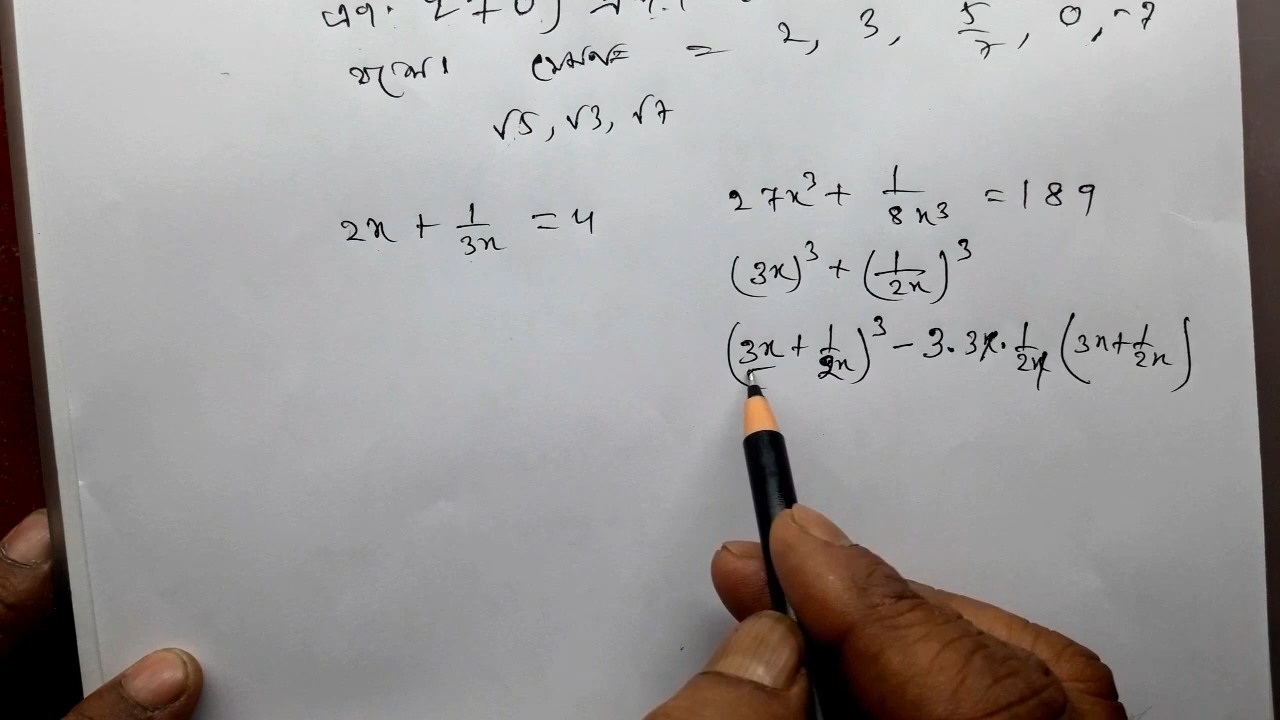 2, 3, 5/7, 0, -7
√5, √3, √7
2x + 1/3x = 4
27x³ + 1/8x³ = 189
(3x)³ + (1/2x)³
(3x + 1/2x)³ - 3.3x.1/2x (3x + 1/2x)